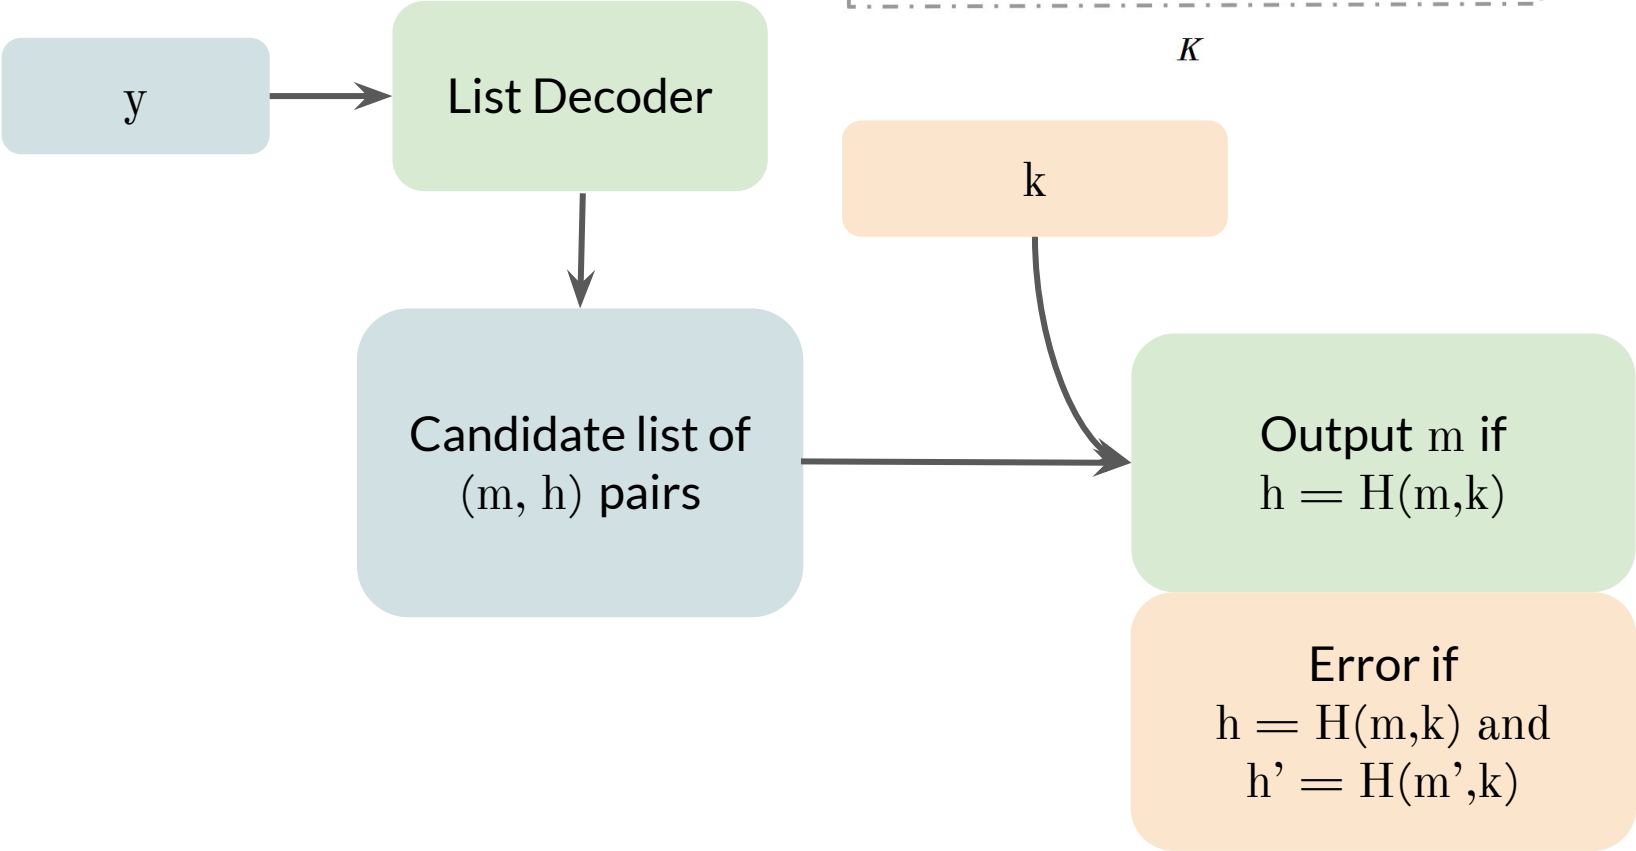 K
y
List Decoder
k
Candidate list of
(m, h) pairs
Output m if
h = H(m,k)
Error if
h = H(m,k) and
h’ = H(m’,k)